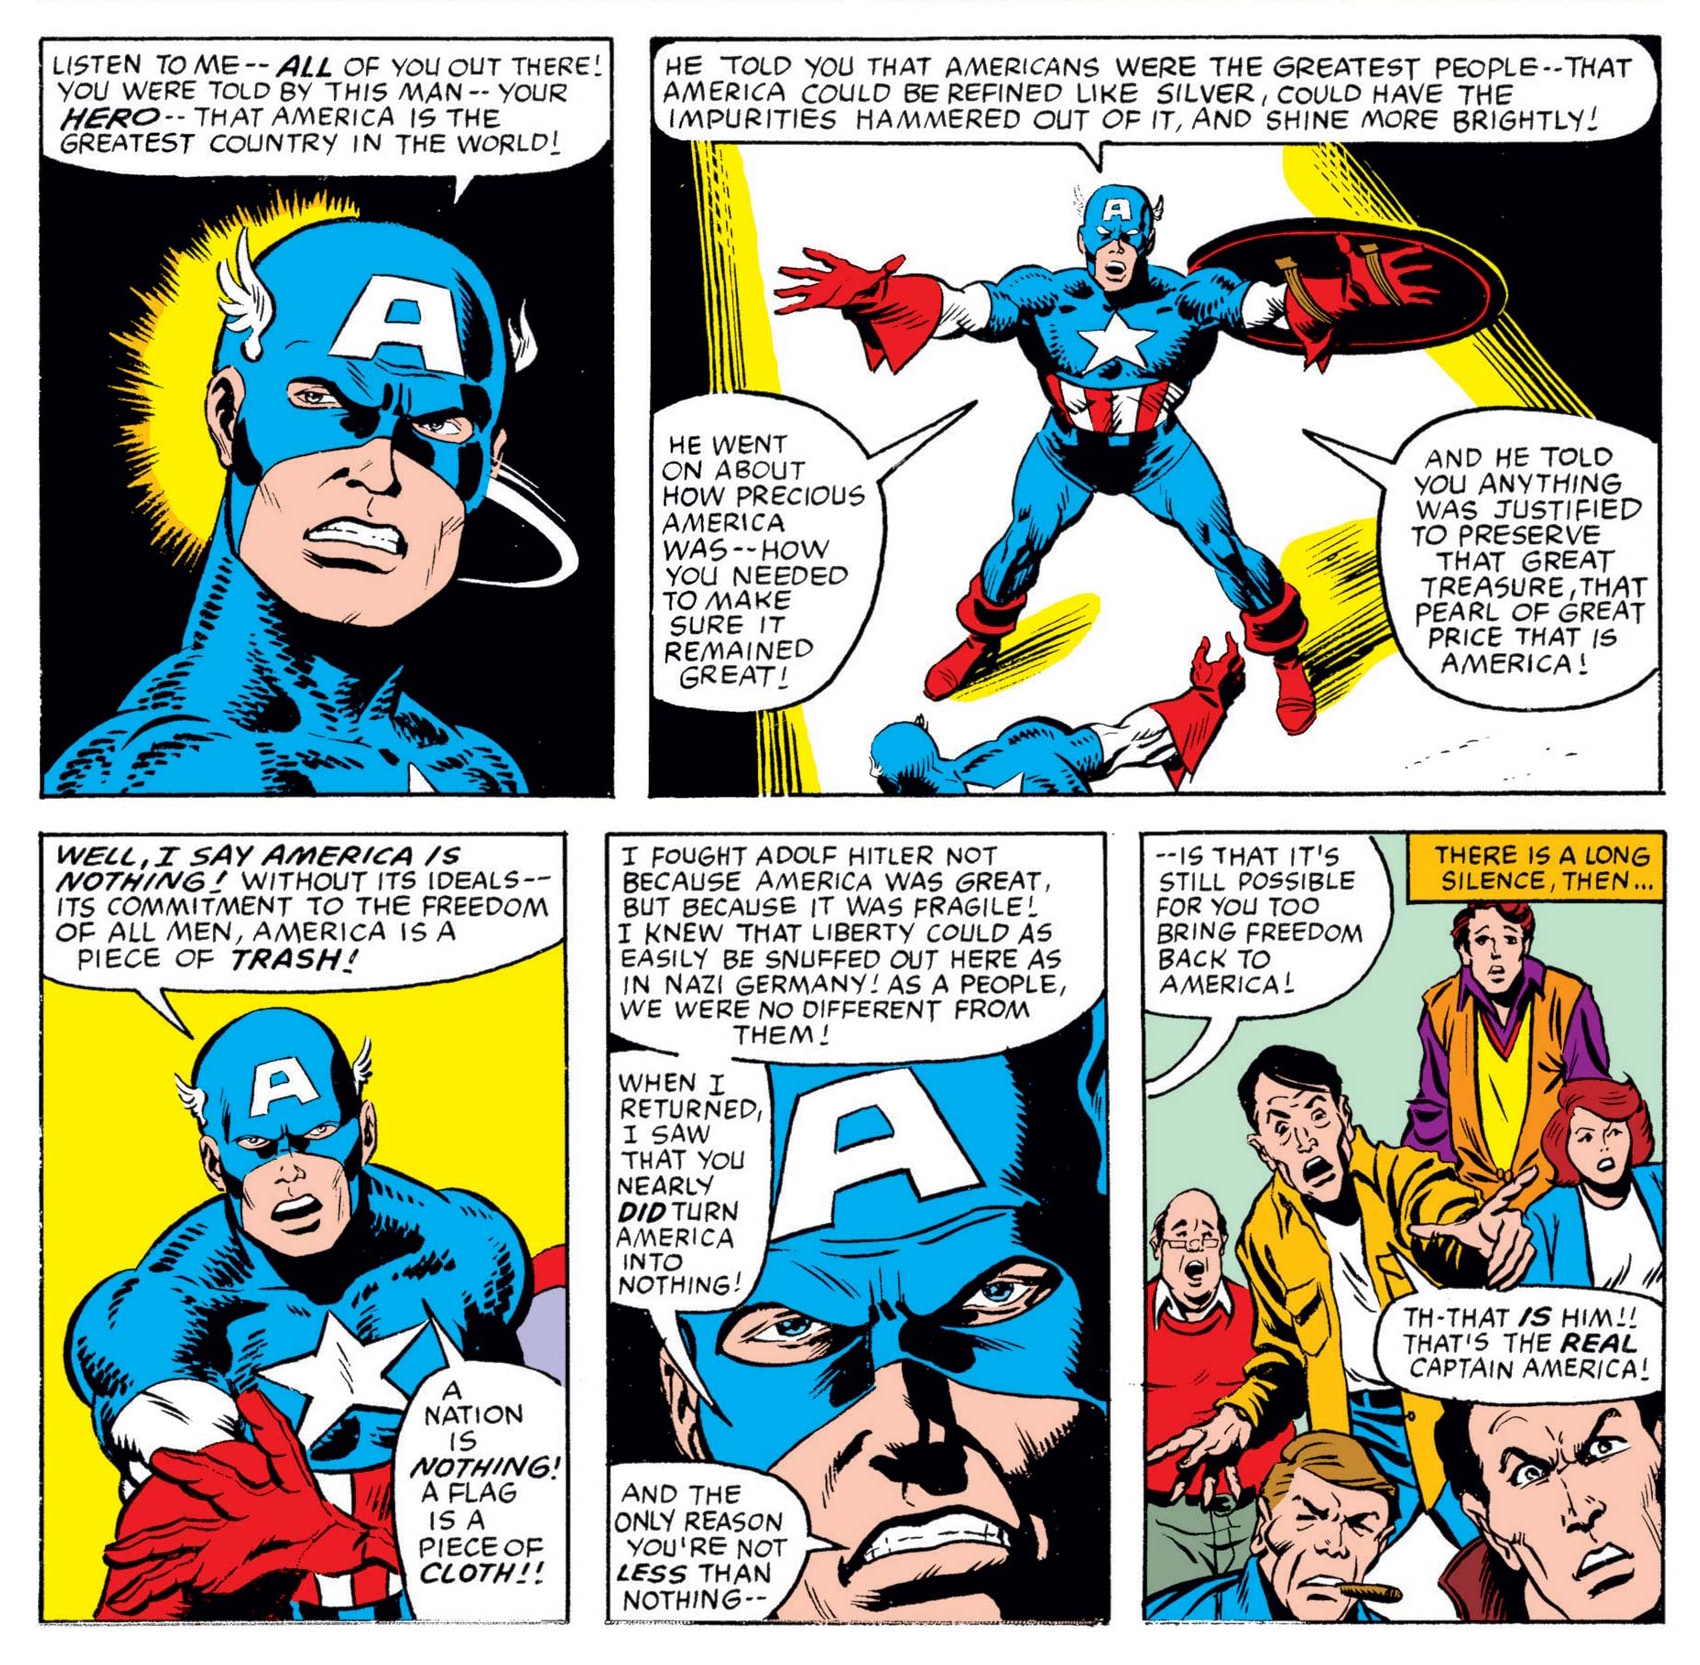 LISTEN TO ME--ALL OF YOU OUT THERE!
YOU WERE TOLD BY THIS MAN--YOUR
HERO--THAT AMERICA IS THE
GREATEST COUNTRY IN THE WORLD!
HE TOLD YOU THAT AMERICANS WERE THE GREATEST PEOPLE--THAT
AMERICA COULD BE REFINED LIKE SILVER, COULD HAVE THE
IMPURITIES HAMMERED OUT OF IT, AND SHINE MORE BRIGHTLY!
A
A
HE WENT
ON ABOUT
HOW PRECIOUS
AMERICA
WAS--HOW
YOU NEEDED
TO MAKE
SURE IT
REMAINED
GREAT!
AND HE TOLD
YOU ANYTHING
WAS JUSTIFIED
TO PRESERVE
THAT GREAT
TREASURE, THAT
PEARL OF GREAT
PRICE THAT IS
AMERICA!
WELL, I SAY AMERICA IS
NOTHING! WITHOUT ITS IDEALS--
ITS COMMITMENT TO THE FREEDOM
OF ALL MEN, AMERICA IS A
PIECE OF TRASH!
A
A
NATION
IS
NOTHING!
A FLAG
IS A
PIECE OF
CLOTH!!
I FOUGHT ADOLF HITLER NOT
BECAUSE AMERICA WAS GREAT,
BUT BECAUSE IT WAS FRAGILE!
I KNEW THAT LIBERTY COULD AS
EASILY BE SNUFFED OUT HERE AS
IN NAZI GERMANY! AS A PEOPLE,
WE WERE NO DIFFERENT FROM
THEM!
WHEN I
RETURNED,
I SAW
THAT YOU
NEARLY
DID TURN
AMERICA
INTO
NOTHING!
A
AND THE
ONLY REASON
YOU'RE NOT
LESS THAN
NOTHING--
--IS THAT IT'S
STILL POSSIBLE
FOR YOU TOO
BRING FREEDOM
BACK TO
AMERICA!
THERE IS A LONG
SILENCE, THEN...
TH-THAT IS HIM!!
THAT'S THE REAL
CAPTAIN AMERICA!